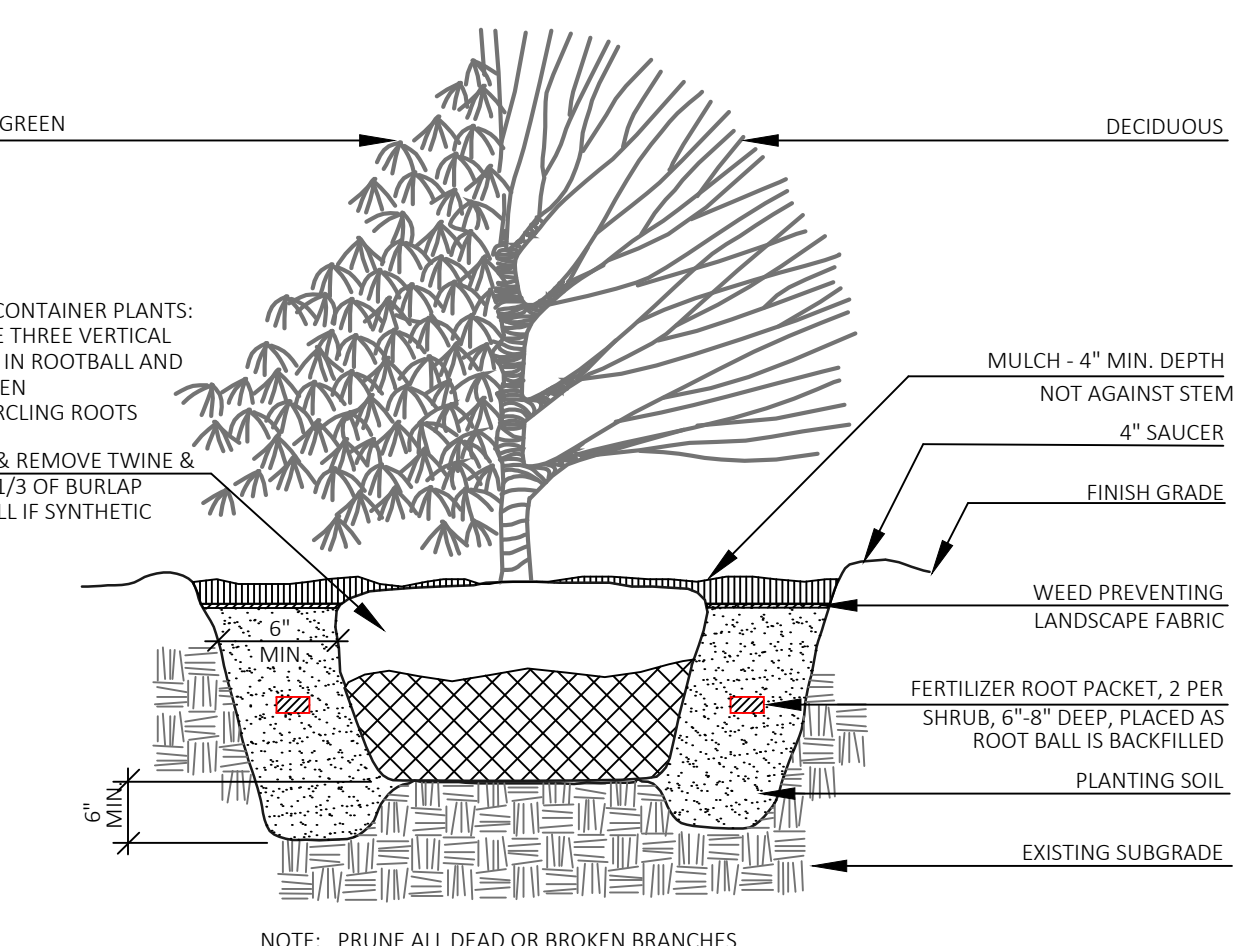 GREEN
DECIDUOUS
CONTAINER PLANTS:
THREE VERTICAL
IN ROOTBALL AND
RCLING ROOTS
& REMOVE TWINE &
1/3 OF BURLAP
IF SYNTHETIC
MULCH - 4" MIN. DEPTH
NOT AGAINST STEM
4" SAUCER
FINISH GRADE
WEED PREVENTING
LANDSCAPE FABRIC
6"
MIN
FERTILIZER ROOT PACKET, 2 PER
SHRUB, 6"-8" DEEP, PLACED AS
ROOT BALL IS BACKFILLED
PLANTING SOIL
6"
MIN
EXISTING SUBGRADE
NOTE: PRUNE ALL DEAD OR BROKEN BRANCHES